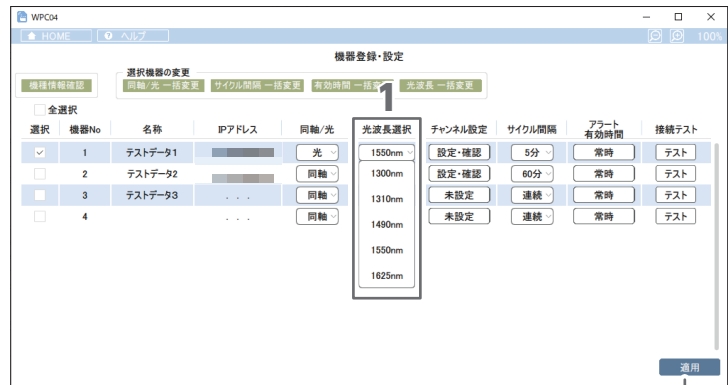 WPC04
HOME ヘルプ 100%
機器登録・設定
選択機器の変更
機種情報確認 同軸/光 一括変更 サイクル間隔 一括変更 有効時間 一括変更 光波長 一括変更
1
全選択
選択 機器No 名称 IPアドレス 同軸/光 光波長選択 チャンネル設定 サイクル間隔 アラート有効時間 接続テスト
1 テストデータ1 光 1550nm 設定・確認 5分 常時 テスト
2 テストデータ2 同軸 1300nm 設定・確認 60分 常時 テスト
3 テストデータ3 . . . 同軸 1310nm 未設定 連続 常時 テスト
4 . . . 同軸 1490nm 未設定 連続 常時 テスト
1550nm
1625nm
適用